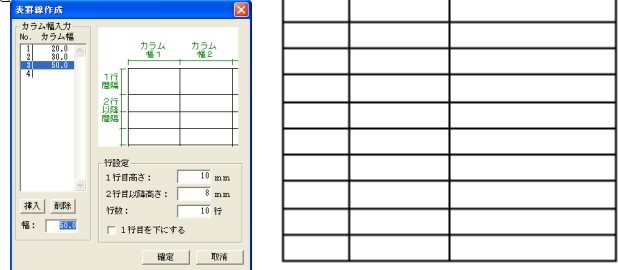 表罫線作成
カラム幅入力
No. カラム幅
1 20.0
2 30.0
3 50.0
4
挿入 削除
幅： 50.0
カラム幅1 カラム幅2
1行間隔
2行以降間隔
行設定
1行目高さ： 10 mm
2行目以降高さ： 8 mm
行数： 10 行
1行目を下にする
確定 取消